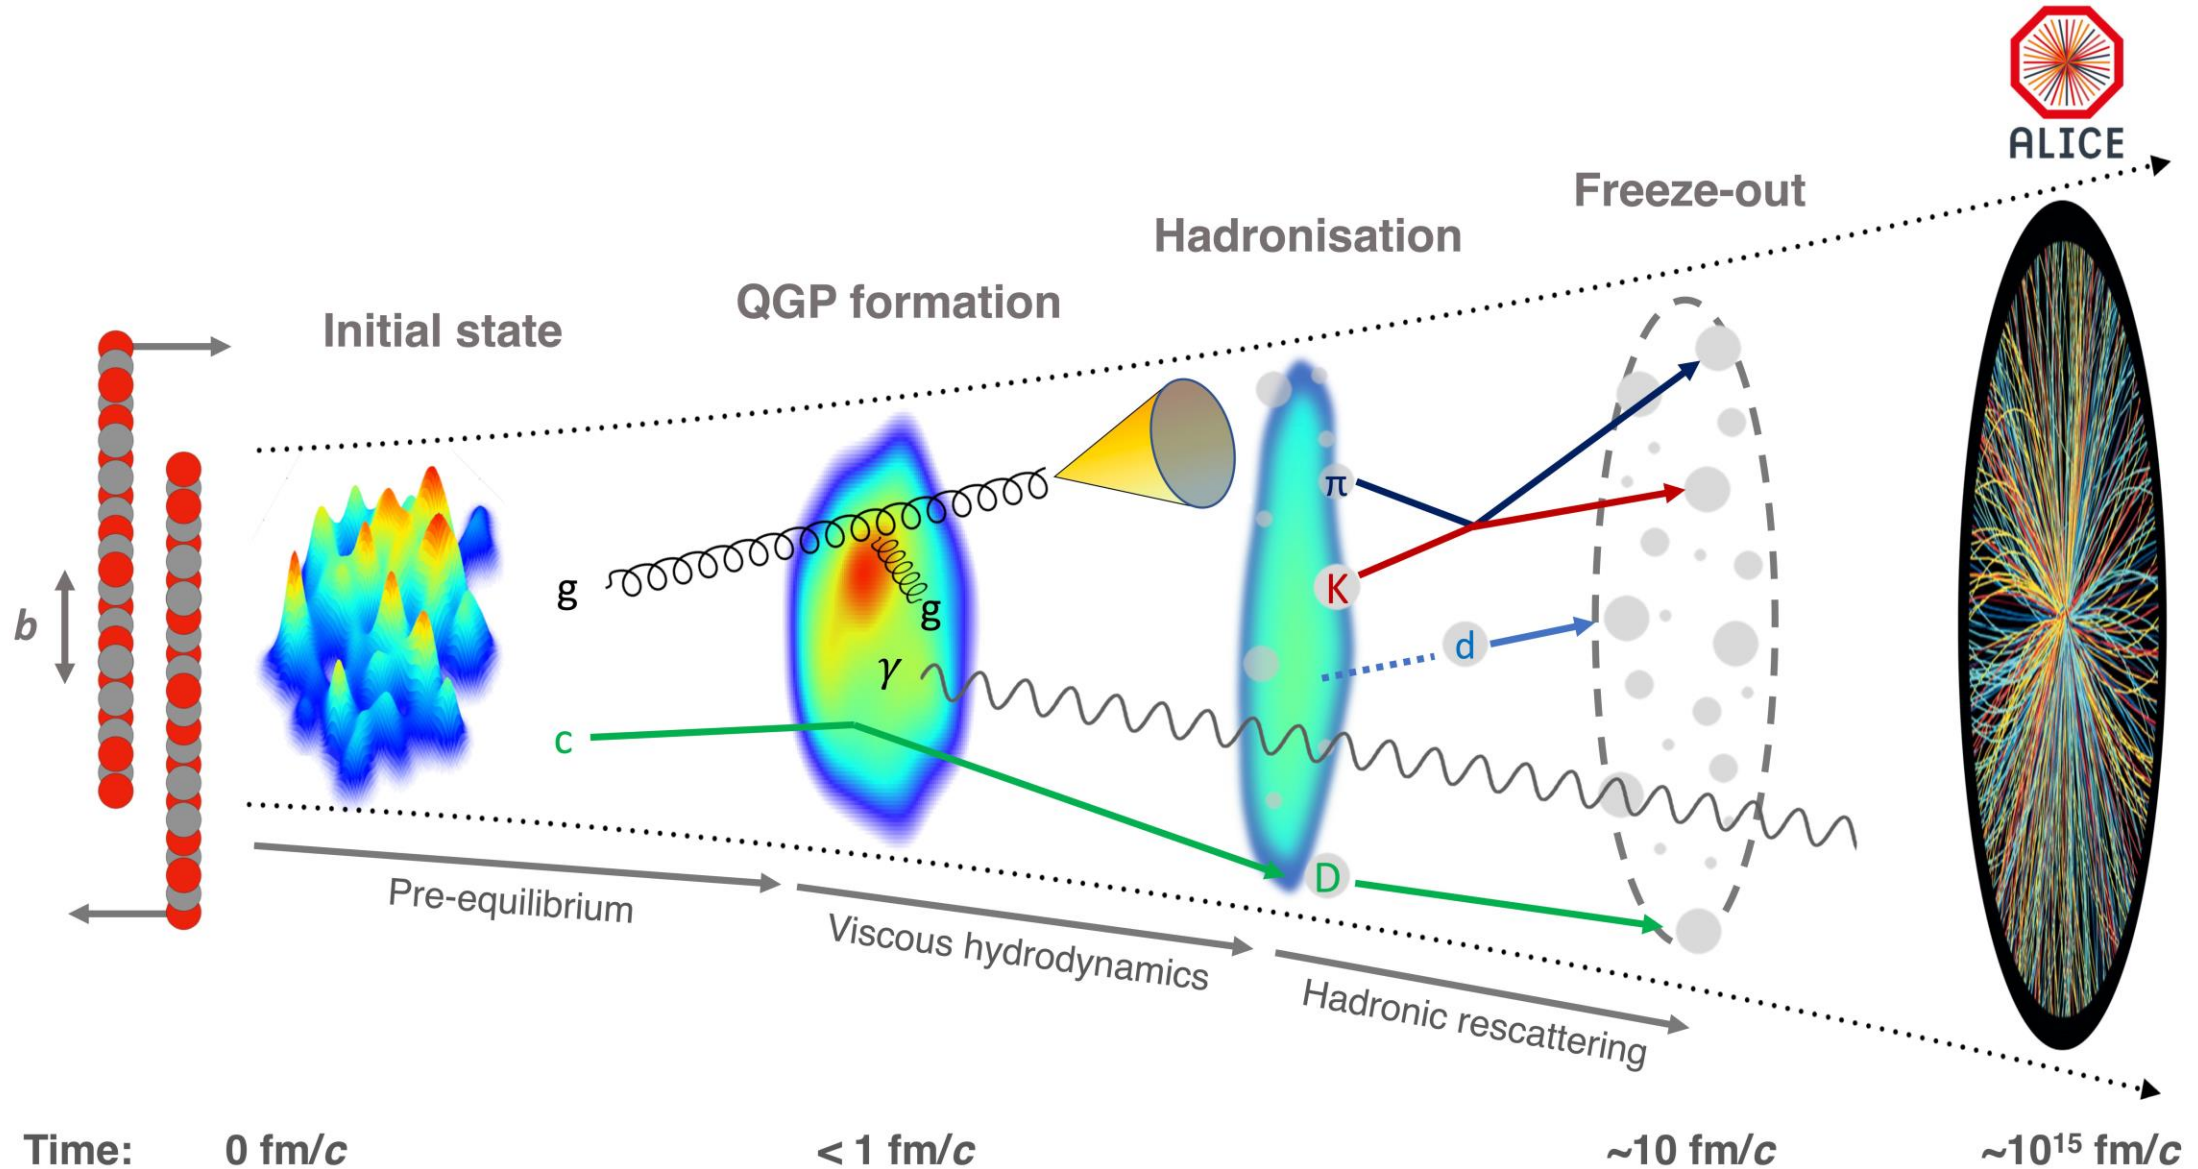 ALICE
Freeze-out
Hadronisation
QGP formation
Initial state
b
g
g
γ
c
π
K
d
D
Pre-equilibrium
Viscous hydrodynamics
Hadronic rescattering
Time: 0 fm/c < 1 fm/c ~10 fm/c ~10¹⁵ fm/c